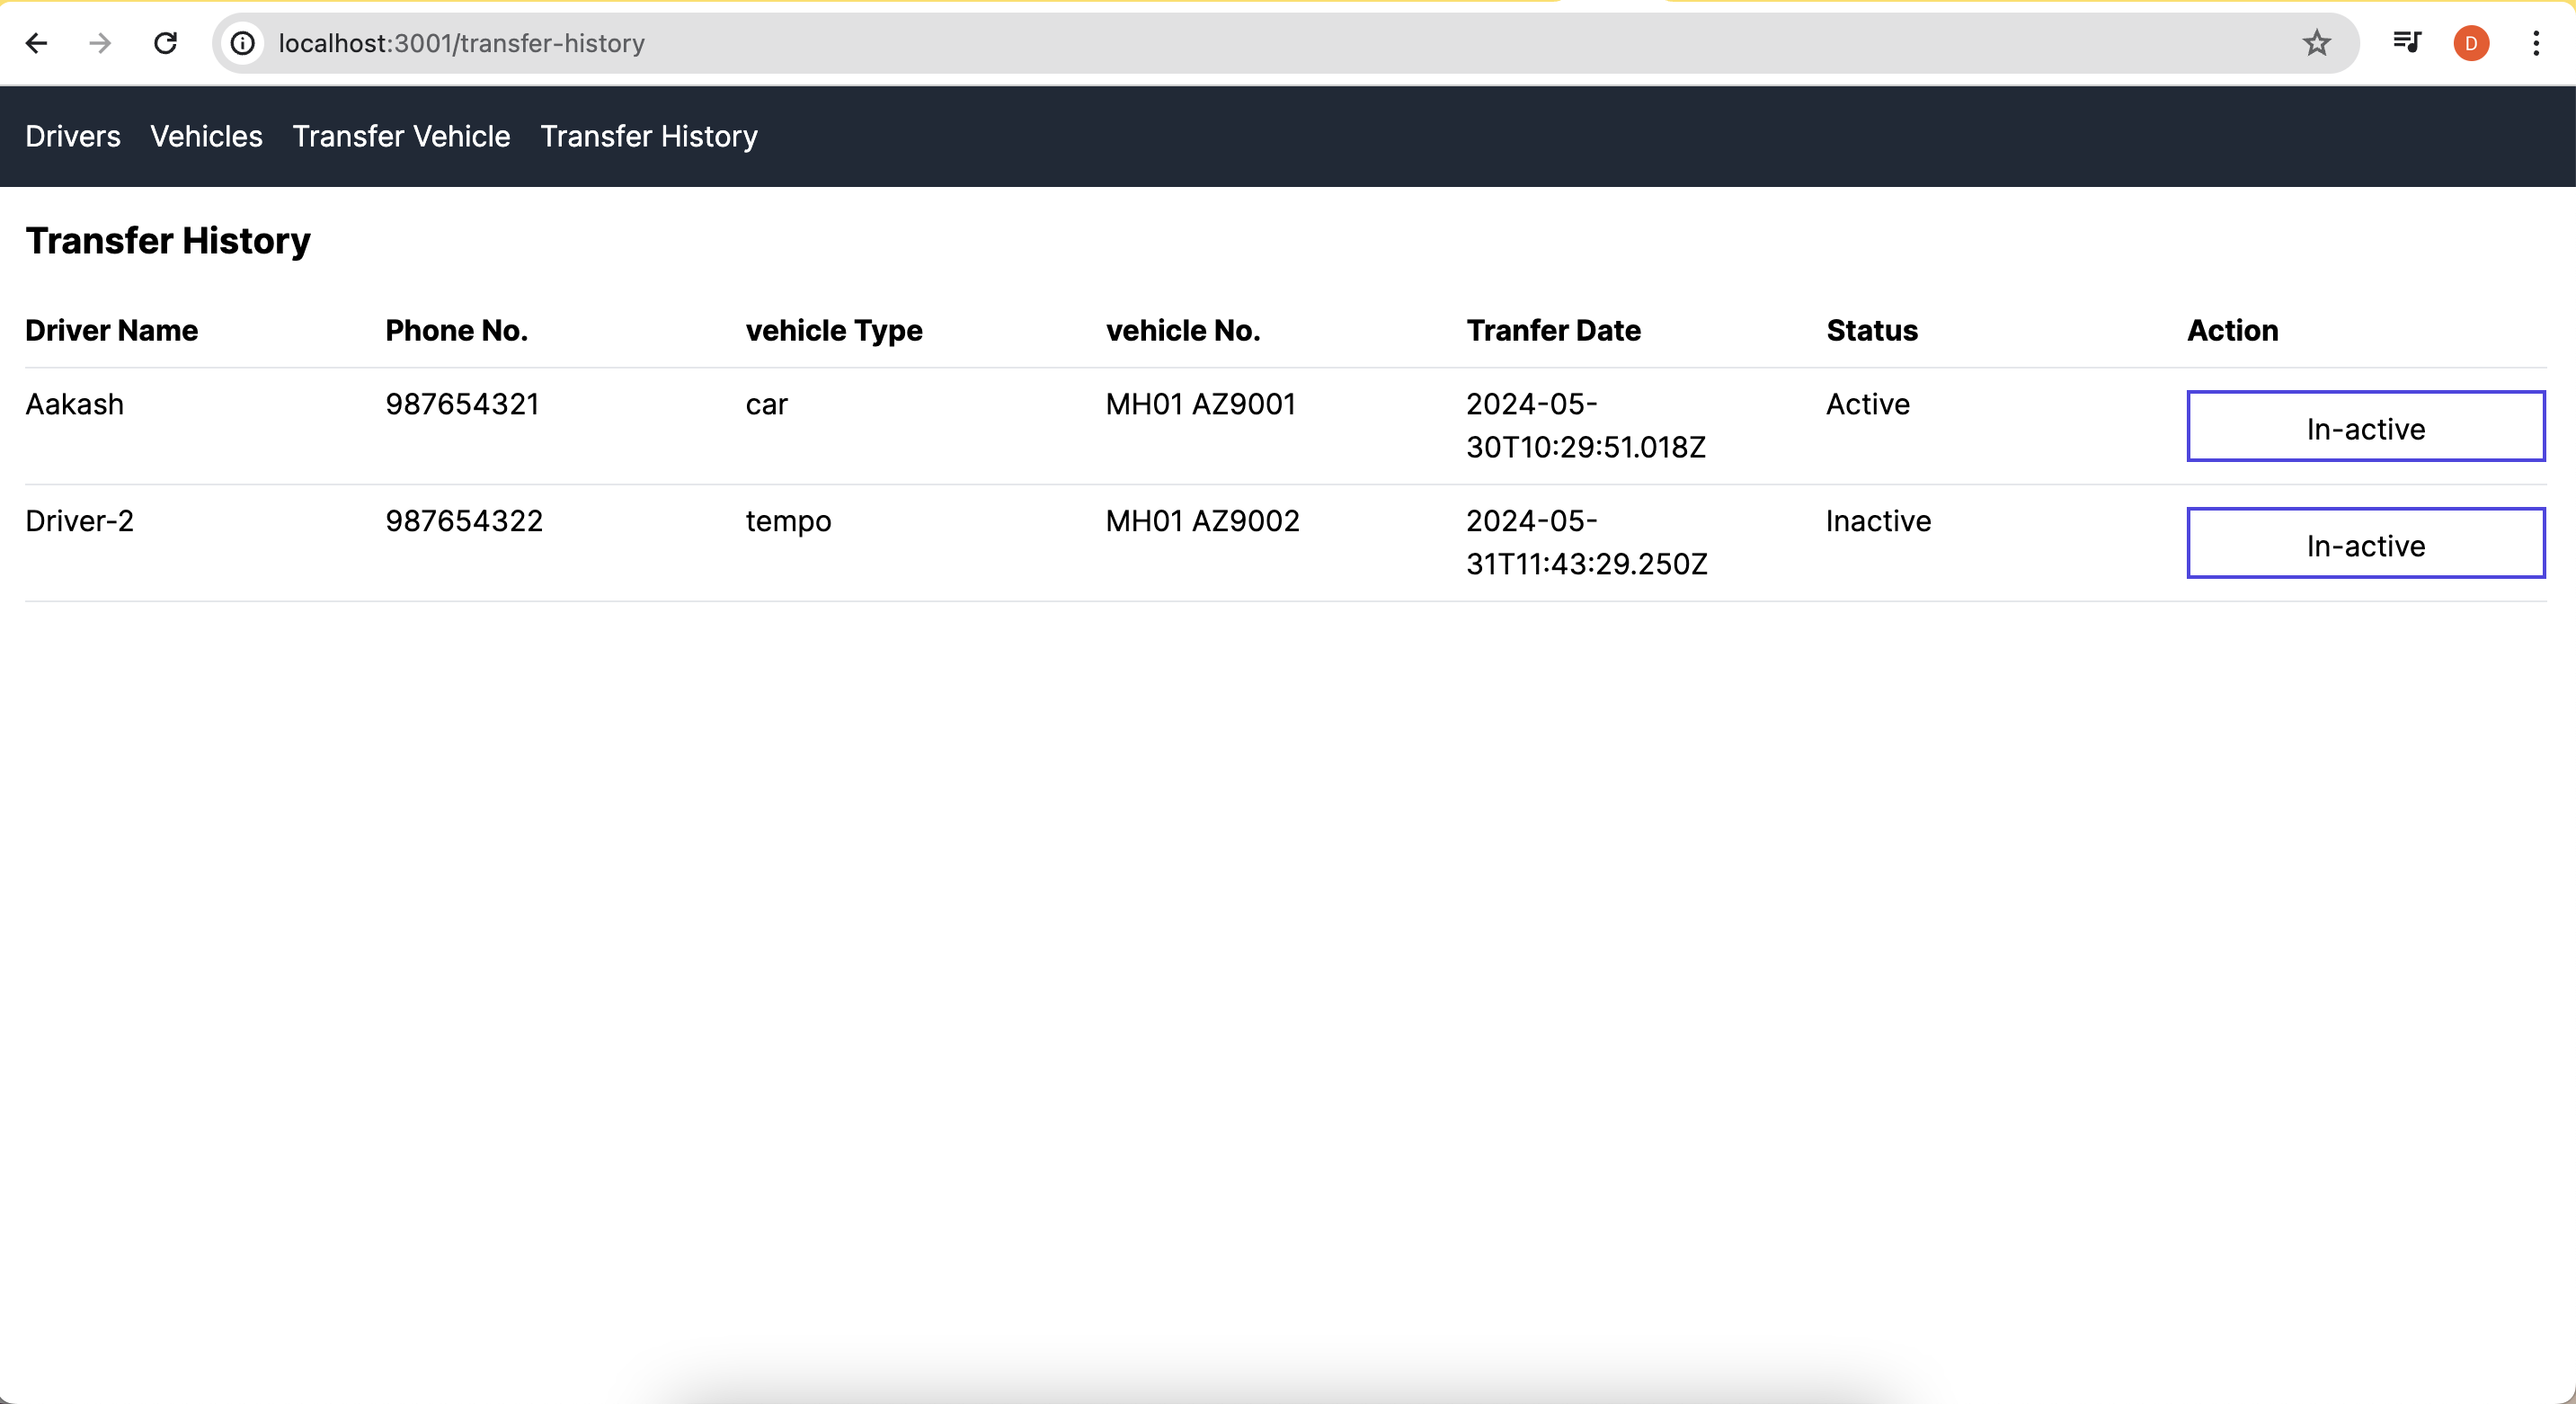 localhost:3001/transfer-history
D
Drivers Vehicles Transfer Vehicle Transfer History
Transfer History
Driver Name Phone No. vehicle Type vehicle No. Tranfer Date Status Action
Aakash 987654321 car MH01 AZ9001 2024-05- Active In-active
30T10:29:51.018Z
Driver-2 987654322 tempo MH01 AZ9002 2024-05- Inactive In-active
31T11:43:29.250Z